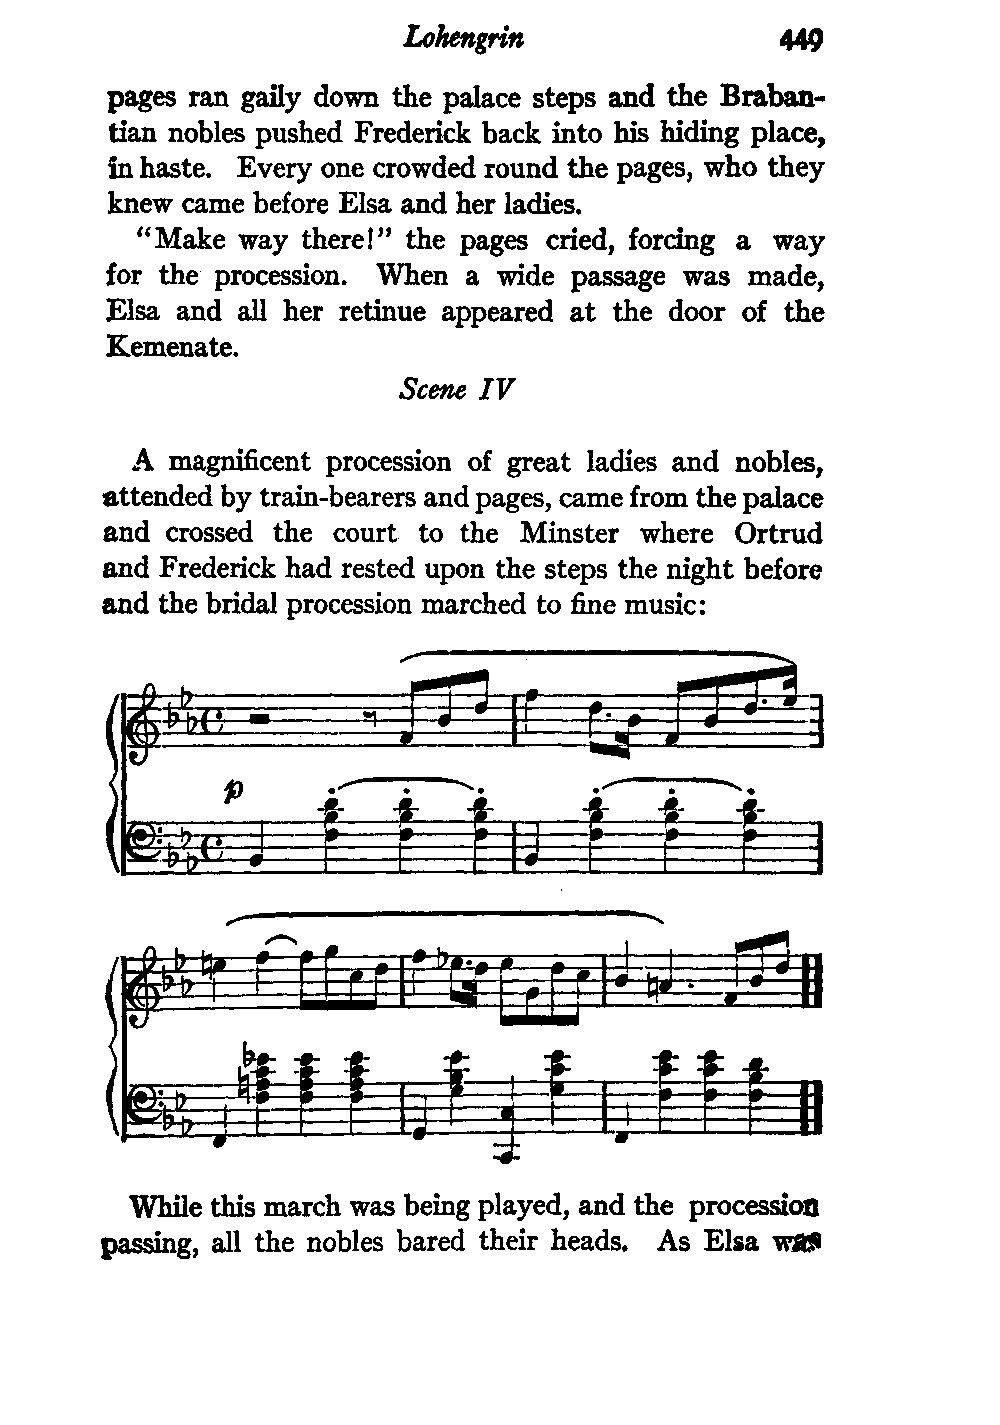 Lohengrin 449
pages ran gaily down the palace steps and the Braban-
tian nobles pushed Frederick back into his hiding place,
in haste. Every one crowded round the pages, who they
knew came before Elsa and her ladies.
"Make way there!" the pages cried, forcing a way
for the procession. When a wide passage was made,
Elsa and all her retinue appeared at the door of the
Kemenate.
Scene IV
A magnificent procession of great ladies and nobles,
attended by train-bearers and pages, came from the palace
and crossed the court to the Minster where Ortrud
and Frederick had rested upon the steps the night before
and the bridal procession marched to fine music:
p
While this march was being played, and the procession
passing, all the nobles bared their heads. As Elsa was